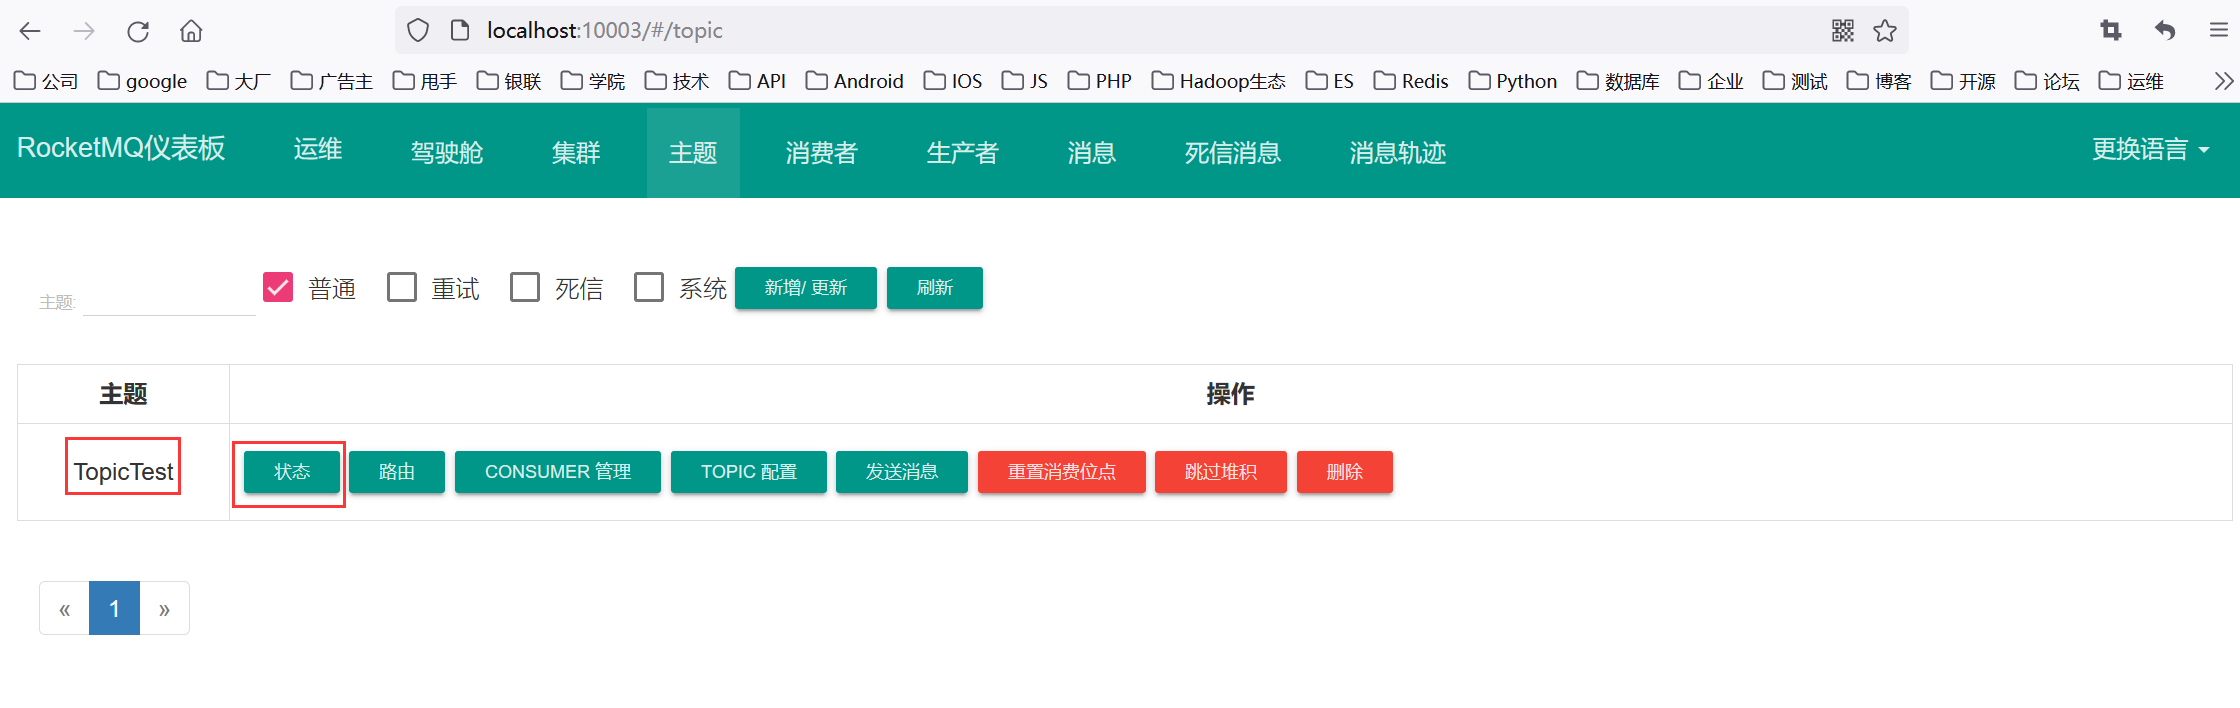 localhost:10003/#/topic
公司 google 大厂 广告主 甩手 银联 学院 技术 API Android IOS JS PHP Hadoop生态 ES Redis Python 数据库 企业 测试 博客 开源 论坛 运维
RocketMQ仪表板 运维 驾驶舱 集群 主题 消费者 生产者 消息 死信消息 消息轨迹 更换语言
主题: 普通 重试 死信 系统 新增/ 更新 刷新
主题 操作
TopicTest 状态 路由 CONSUMER 管理 TOPIC 配置 发送消息 重置消费位点 跳过堆积 删除
« 1 »